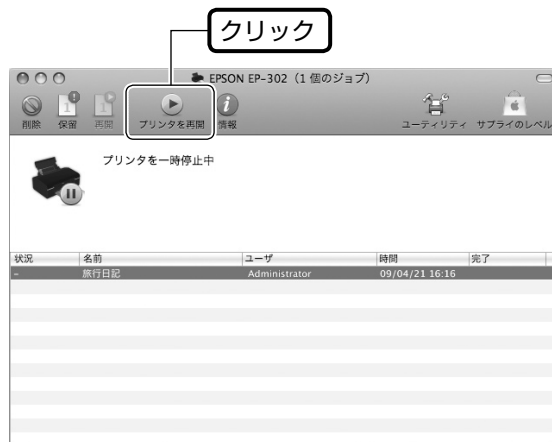 クリック
EPSON EP-302（1 個のジョブ）
削除 保留 再開 プリンタを再開 情報 ユーティリティ サプライのレベル
プリンタを一時停止中
状況 名前 ユーザ 時間 完了
- 旅行日記 Administrator 09/04/21 16:16